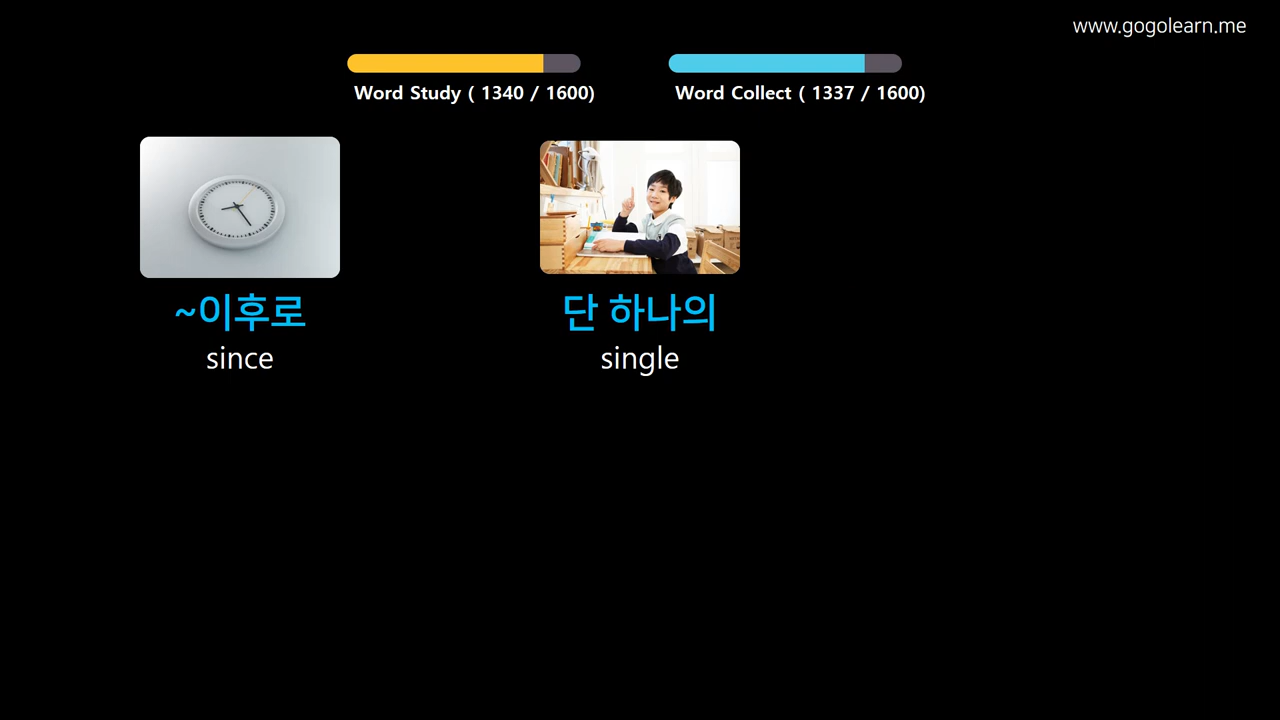 www.gogolearn.me
Word Study ( 1340 / 1600)
Word Collect ( 1337 / 1600)
~이후로
since
단 하나의
single